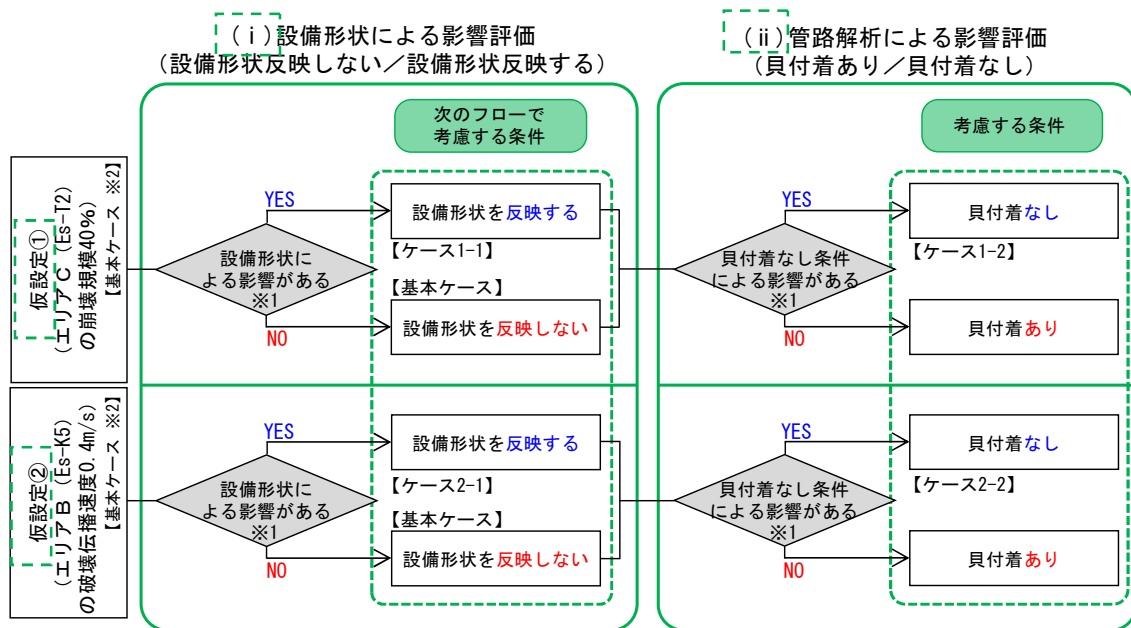 (ⅰ)設備形状による影響評価
(設備形状反映しない／設備形状反映する)
(ⅱ)管路解析による影響評価
(貝付着あり／貝付着なし)
次のフローで
考慮する条件
考慮する条件
仮設定①
(エリアC(Es-T2)
の崩壊規模40%)
【基本ケース ※2】
設備形状に
よる影響がある
※1
YES
設備形状を反映する
【ケース1-1】
【基本ケース】
設備形状を反映しない
NO
貝付着なし条件
による影響がある
※1
YES
貝付着なし
【ケース1-2】
貝付着あり
NO
仮設定②
(エリアB(Es-K5)
の破壊伝播速度0.4m/s)
【基本ケース ※2】
設備形状に
よる影響がある
※1
YES
設備形状を反映する
【ケース2-1】
【基本ケース】
設備形状を反映しない
NO
貝付着なし条件
による影響がある
※1
YES
貝付着なし
【ケース2-2】
貝付着あり
NO